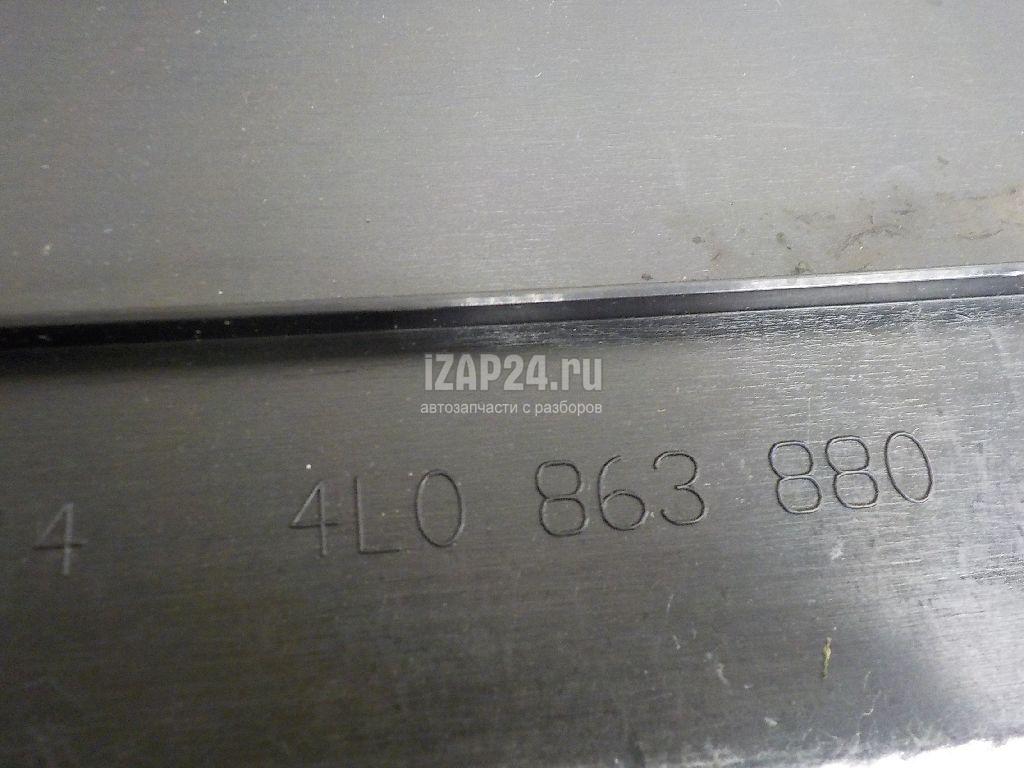 iZAP24.ru
автозапчасти с разборов
4 4L0 863 880